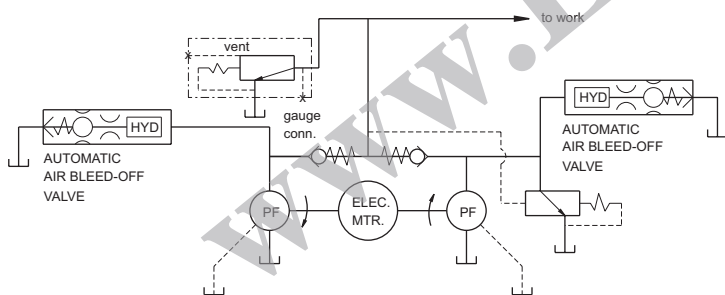 to work
vent
x
x
gauge
conn.
HYD
AUTOMATIC
AIR BLEED-OFF
VALVE
HYD
AUTOMATIC
AIR BLEED-OFF
VALVE
PF
ELEC.
MTR.
PF
www.